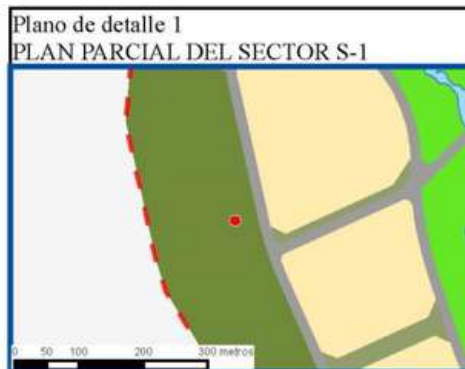 Plano de detalle 1
PLAN PARCIAL DEL SECTOR S-1
0 50 100 200 300 metros